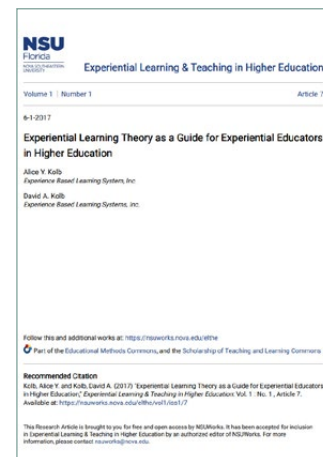 NSU
Florida
NOVA SOUTHEASTERN
UNIVERSITY
Experiential Learning & Teaching in Higher Education
Volume 1 | Number 1
Article 7
6-1-2017
Experiential Learning Theory as a Guide for Experiential Educators
in Higher Education
Alice Y. Kolb
Experience Based Learning System, Inc
David A. Kolb
Experience Based Learning Systems, Inc.
Follow this and additional works at: https://nsuworks.nova.edu/elthe
Part of the Educational Methods Commons, and the Scholarship of Teaching and Learning Commons
Recommended Citation
Kolb, Alice Y. and Kolb, David A. (2017) "Experiential Learning Theory as a Guide for Experiential Educators
in Higher Education," Experiential Learning & Teaching in Higher Education: Vol. 1 : No. 1 , Article 7.
Available at: https://nsuworks.nova.edu/elthe/vol1/iss1/7
This Research Article is brought to you for free and open access by NSUWorks. It has been accepted for inclusion
in Experiential Learning & Teaching in Higher Education by an authorized editor of NSUWorks. For more
information, please contact nsuworks@nova.edu.